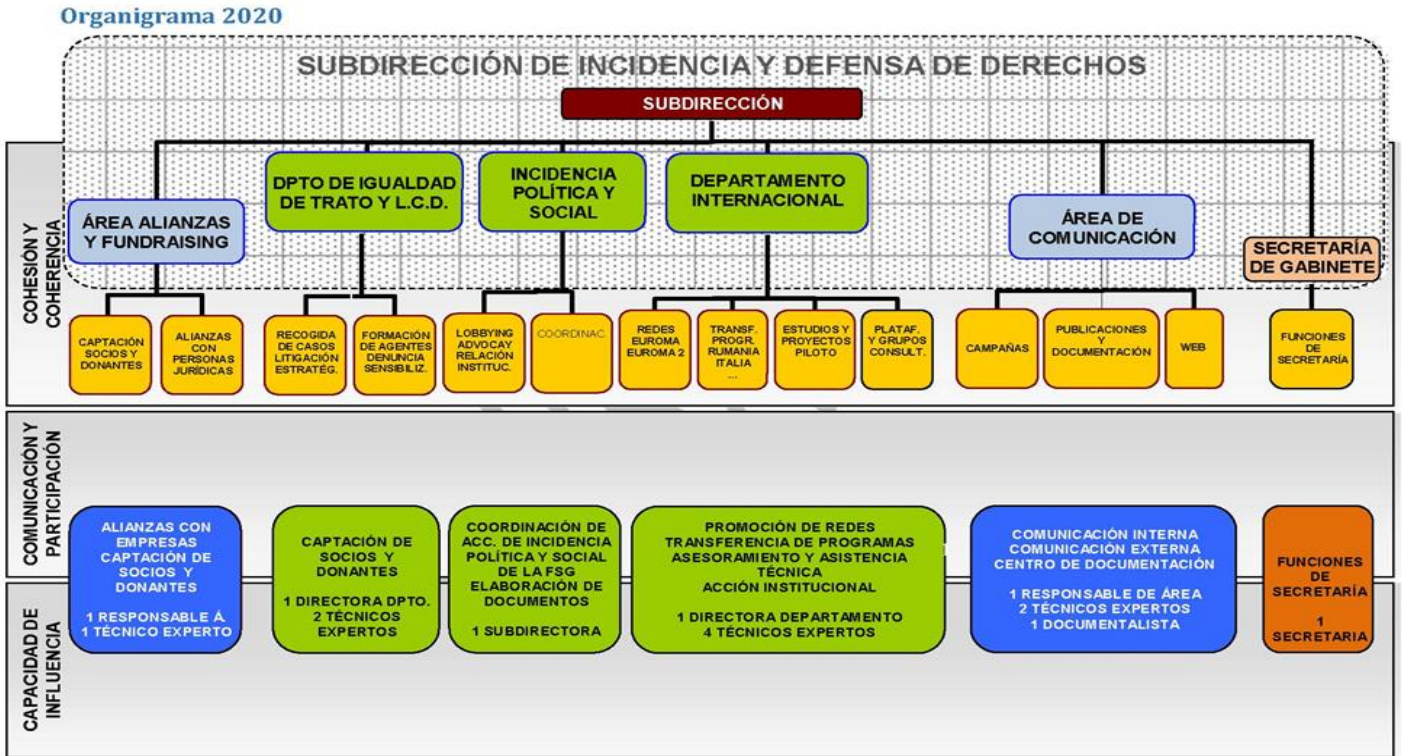 Organigrama 2020
SUBDIRECCIÓN DE INCIDENCIA Y DEFENSA DE DERECHOS
SUBDIRECCIÓN
COHESIÓN Y
COHERENCIA
ÁREA ALIANZAS
Y FUNDRAISING
DPTO DE IGUALDAD
DE TRATO Y L.C.D.
INCIDENCIA
POLÍTICA Y
SOCIAL
DEPARTAMENTO
INTERNACIONAL
ÁREA DE
COMUNICACIÓN
SECRETARÍA
DE GABINETE
CAPTACIÓN
SOCIOS Y
DONANTES
ALIANZAS
CON
PERSONAS
JURÍDICAS
RECOGIDA
DE CASOS
LITIGACIÓN
ESTRATÉG.
FORMACIÓN
DE AGENTES
DENUNCIA
SENSIBILIZ.
LOBBYING
ADVOCAY
RELACIÓN
INSTITUC.
COORDINAC.
REDES
EUROMA
EUROMA 2
TRANSF.
PROGR.
RUMANIA
ITALIA
...
ESTUDIOS Y
PROYECTOS
PILOTO
PLATAF.
Y GRUPOS
CONSULT.
CAMPAÑAS
PUBLICACIONES
Y
DOCUMENTACIÓN
WEB
FUNCIONES
DE
SECRETARÍA
COMUNICACIÓN Y
PARTICIPACIÓN
CAPACIDAD DE
INFLUENCIA
ALIANZAS CON
EMPRESAS
CAPTACIÓN DE
SOCIOS Y
DONANTES
1 RESPONSABLE Á.
1 TÉCNICO EXPERTO
CAPTACIÓN DE
SOCIOS Y
DONANTES
1 DIRECTORA DPTO.
2 TÉCNICOS
EXPERTOS
COORDINACIÓN DE
ACC. DE INCIDENCIA
POLÍTICA Y SOCIAL
DE LA FSG
ELABORACIÓN DE
DOCUMENTOS
1 SUBDIRECTORA
PROMOCIÓN DE REDES
TRANSFERENCIA DE PROGRAMAS
ASESORAMIENTO Y ASISTENCIA
TÉCNICA
ACCIÓN INSTITUCIONAL
1 DIRECTORA DEPARTAMENTO
4 TÉCNICOS EXPERTOS
COMUNICACIÓN INTERNA
COMUNICACIÓN EXTERNA
CENTRO DE DOCUMENTACIÓN
1 RESPONSABLE DE ÁREA
2 TÉCNICOS EXPERTOS
1 DOCUMENTALISTA
FUNCIONES
DE
SECRETARÍA
1
SECRETARIA